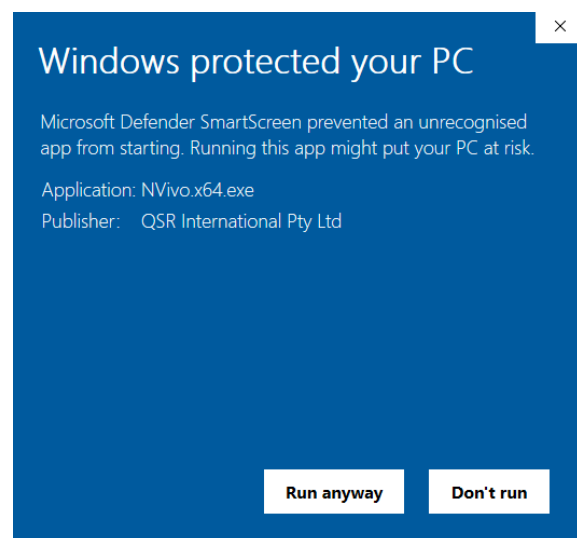 Windows protected your PC
Microsoft Defender SmartScreen prevented an unrecognised
app from starting. Running this app might put your PC at risk.
Application: NVivo.x64.exe
Publisher: QSR International Pty Ltd
Run anyway Don't run